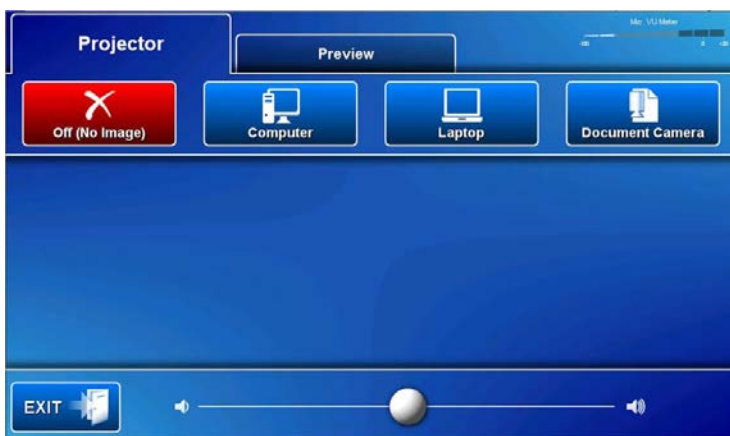 Projector
Preview
Mic VU Meter
Off (No Image)
Computer
Laptop
Document Camera
EXIT